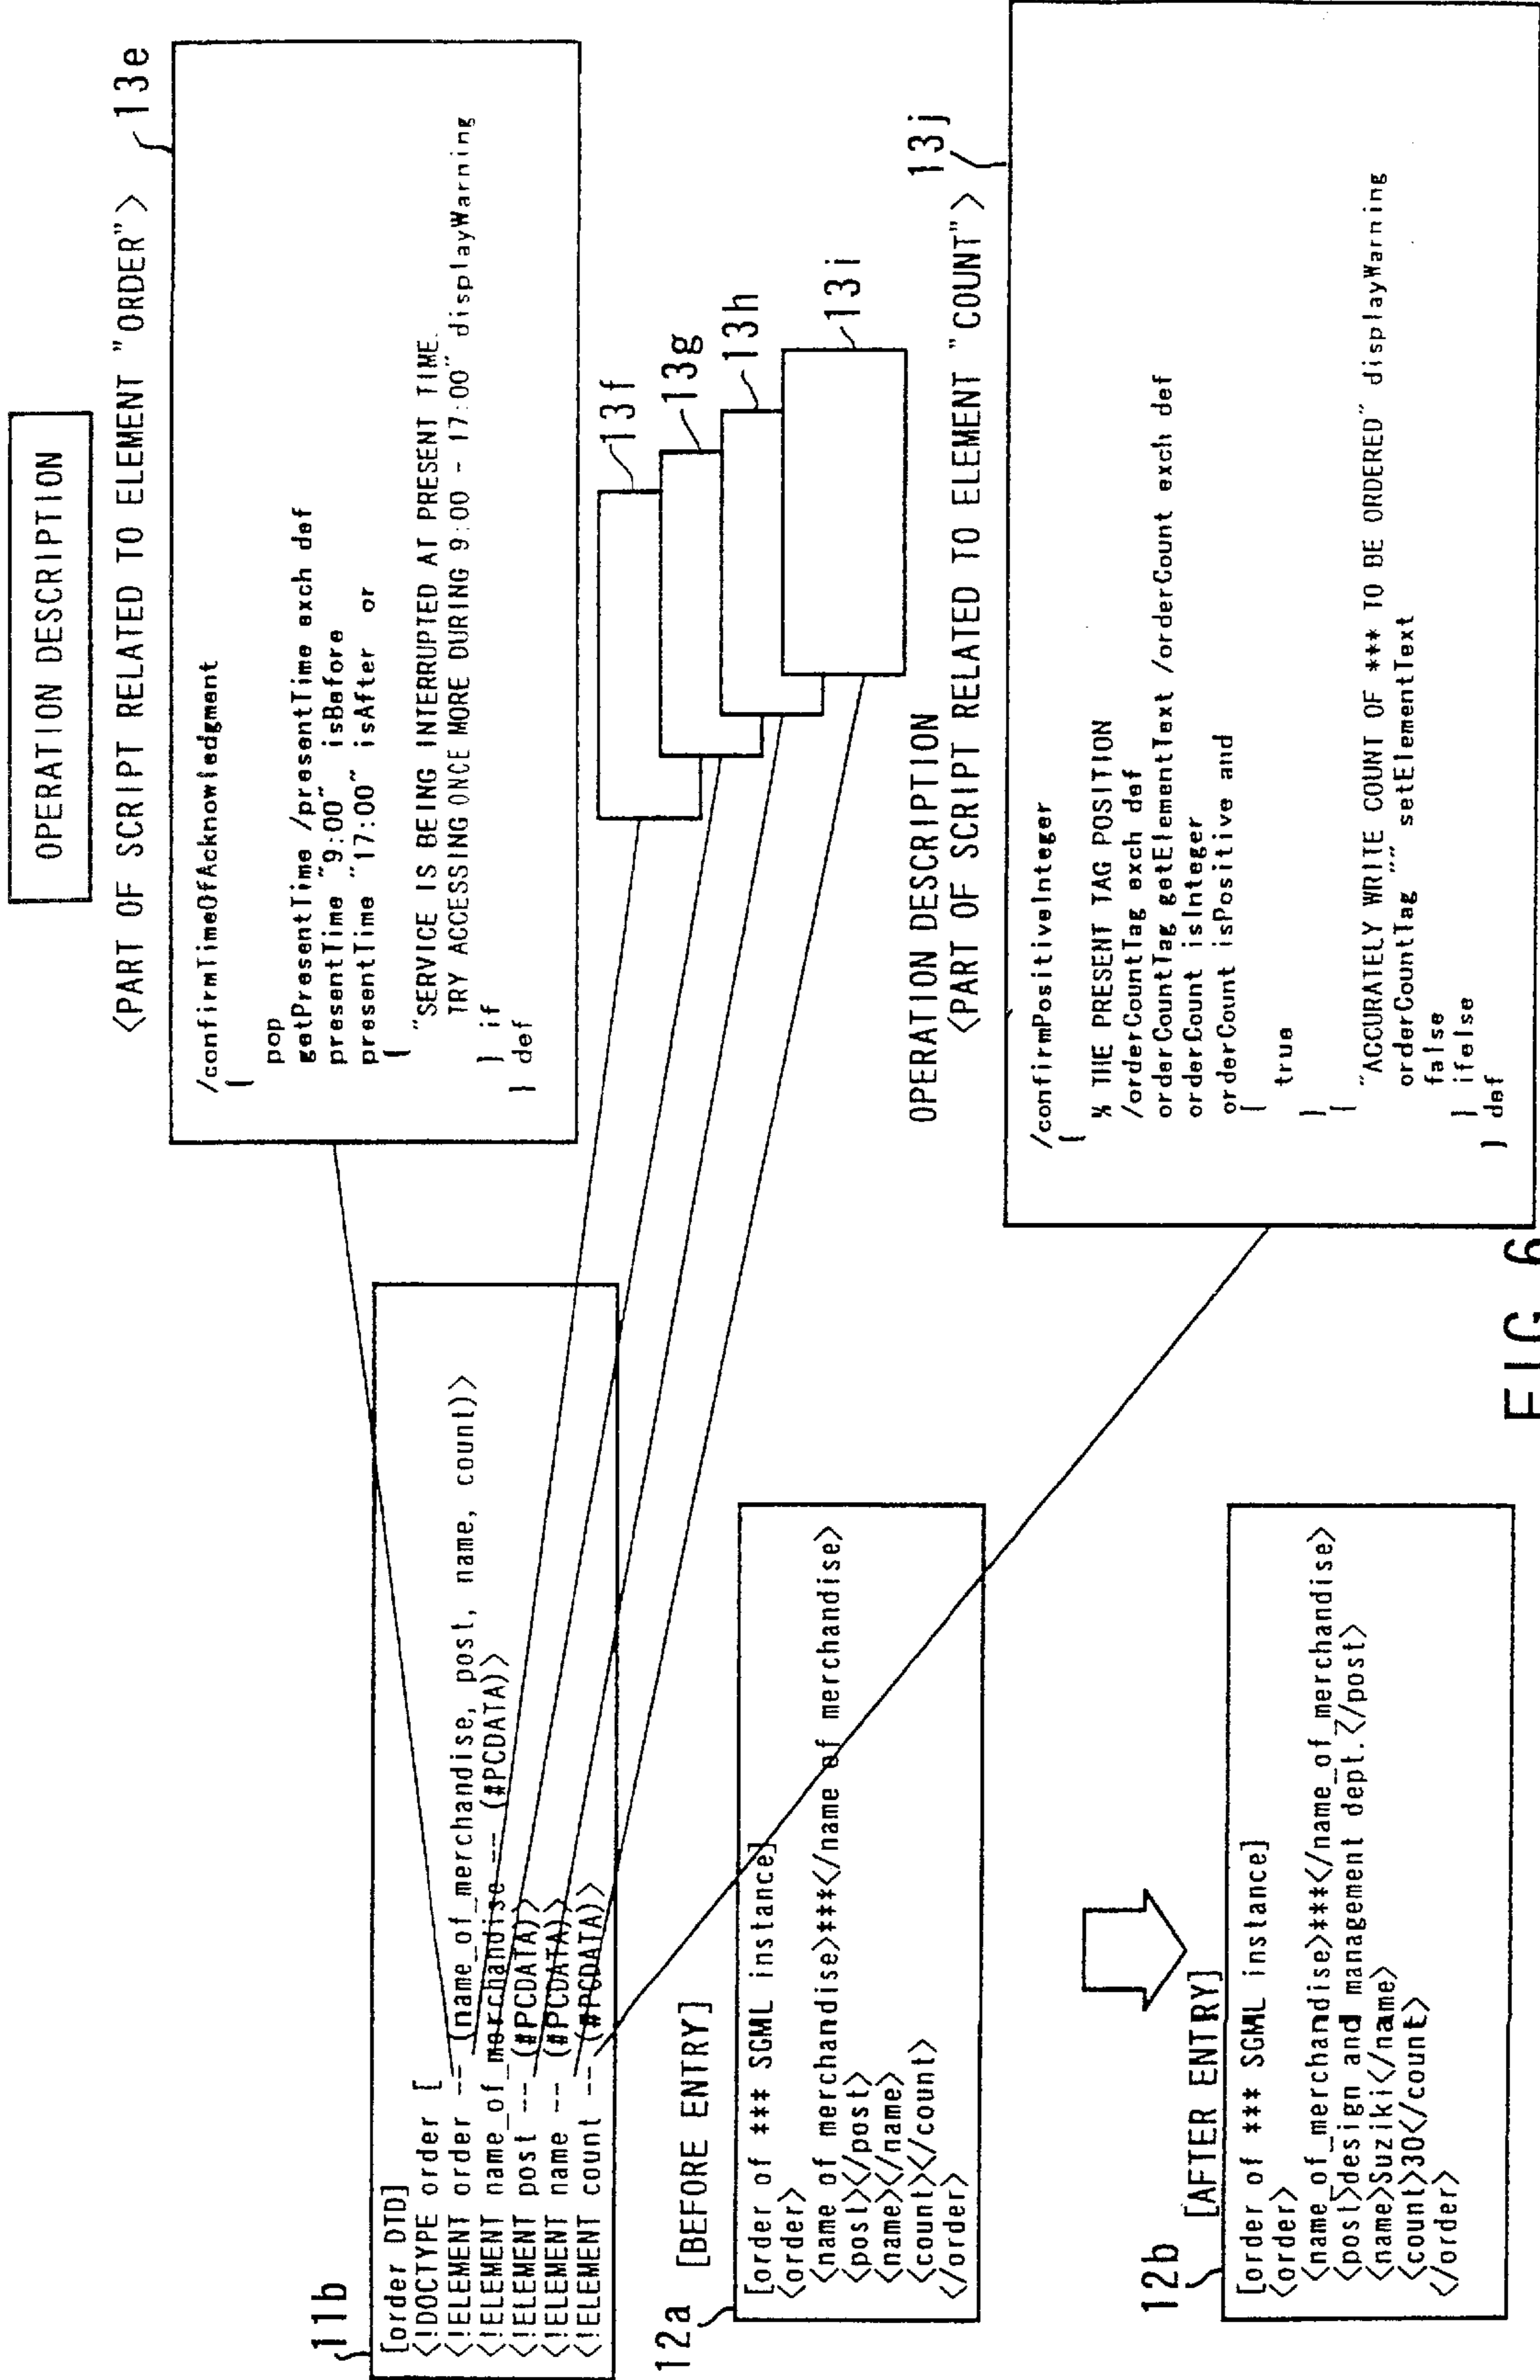 OPERATION DESCRIPTION
<PART OF SCRIPT RELATED TO ELEMENT "ORDER">
13e
/confirmTimeOfAcknowledgment
{
pop
getPresentTime /presentTime exch def
presentTime "9:00" isBefore
presentTime "17:00" isAfter or
{
"SERVICE IS BEING INTERRUPTED AT PRESENT TIME.
TRY ACCESSING ONCE MORE DURING 9:00 - 17:00" displayWarning
} if
} def
13f
13g
13h
13i
OPERATION DESCRIPTION
<PART OF SCRIPT RELATED TO ELEMENT "COUNT">
13j
/confirmPositiveInteger
{
% THE PRESENT TAG POSITION
/orderCountTag exch def
orderCountTag getElementText /orderCount exch def
orderCount isInteger
orderCount isPositive and
{
true
}
{
"ACCURATELY WRITE COUNT OF *** TO BE ORDERED" displayWarning
orderCountTag "" setElementText
false
} ifelse
} def
11b
[order DTD]
<!DOCTYPE order [
<!ELEMENT order -- (name_of_merchandise, post, name, count)>
<!ELEMENT name_of_merchandise -- (#PCDATA)>
<!ELEMENT post -- (#PCDATA)>
<!ELEMENT name -- (#PCDATA)>
<!ELEMENT count -- (#PCDATA)>
12a
[BEFORE ENTRY]
[order of *** SGML instance]
<order>
<name of merchandise>***</name of merchandise>
<post></post>
<name></name>
<count></count>
</order>
12b
[AFTER ENTRY]
[order of *** SGML instance]
<order>
<name_of_merchandise>***</name_of_merchandise>
<post>design and management dept.</post>
<name>Suziki</name>
<count>30</count>
</order>
FIG. 6